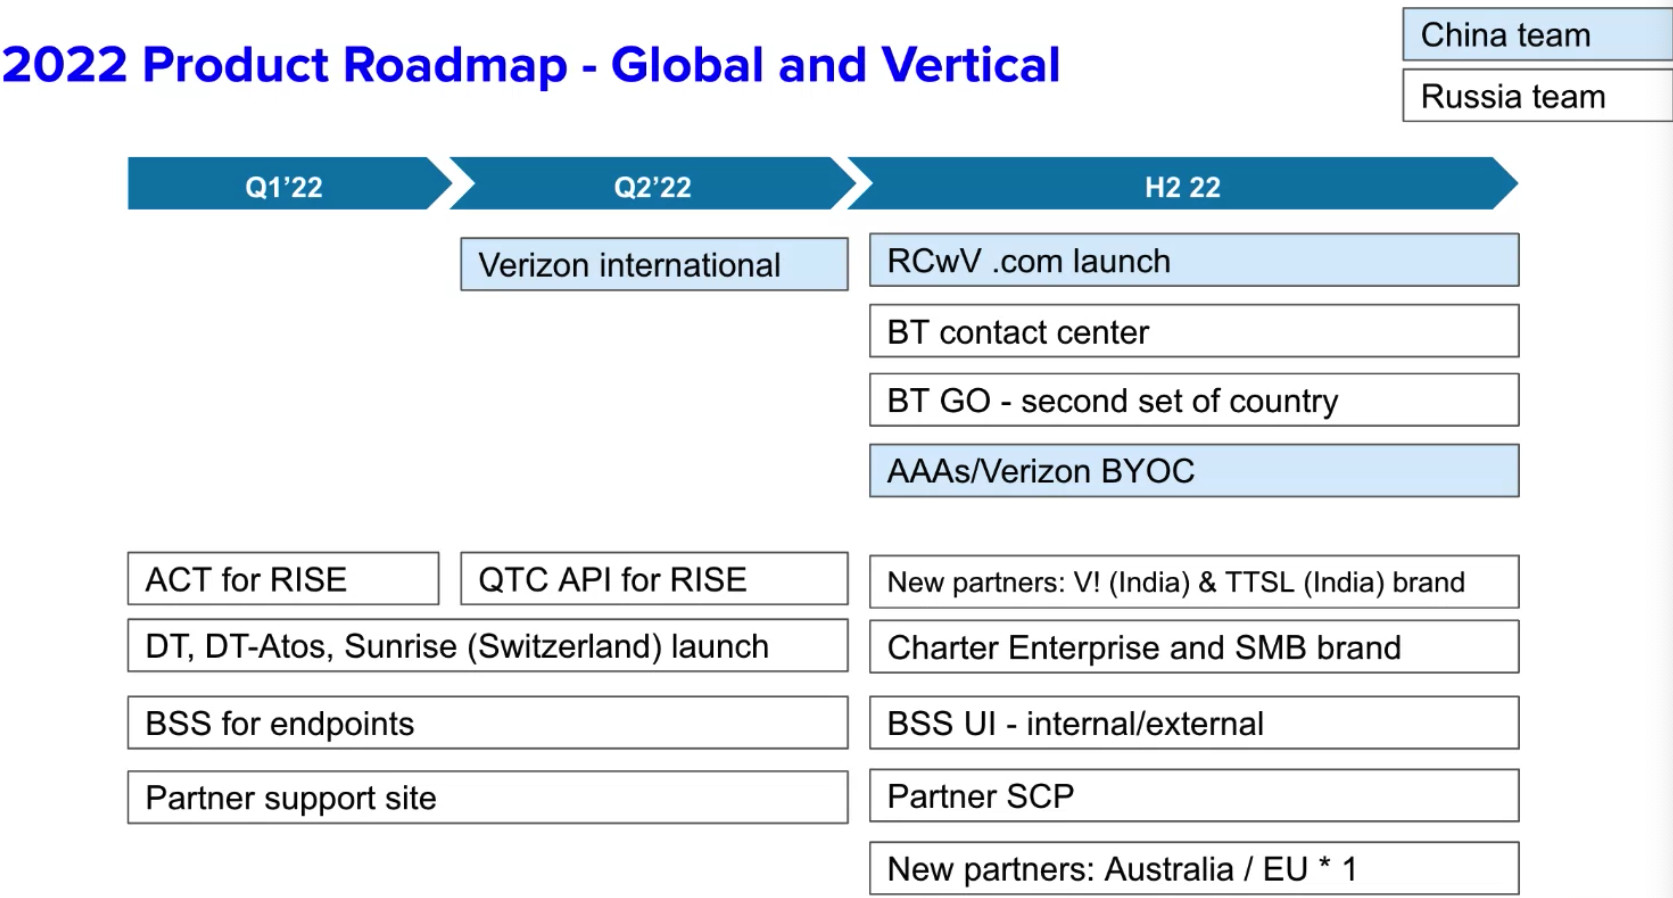 2022 Product Roadmap - Global and Vertical
China team
Russia team
Q1’22
Q2’22
H2 22
Verizon international
RCwV .com launch
BT contact center
BT GO - second set of country
AAAs/Verizon BYOC
ACT for RISE
QTC API for RISE
New partners: V! (India) & TTSL (India) brand
DT, DT-Atos, Sunrise (Switzerland) launch
Charter Enterprise and SMB brand
BSS for endpoints
BSS UI - internal/external
Partner support site
Partner SCP
New partners: Australia / EU * 1